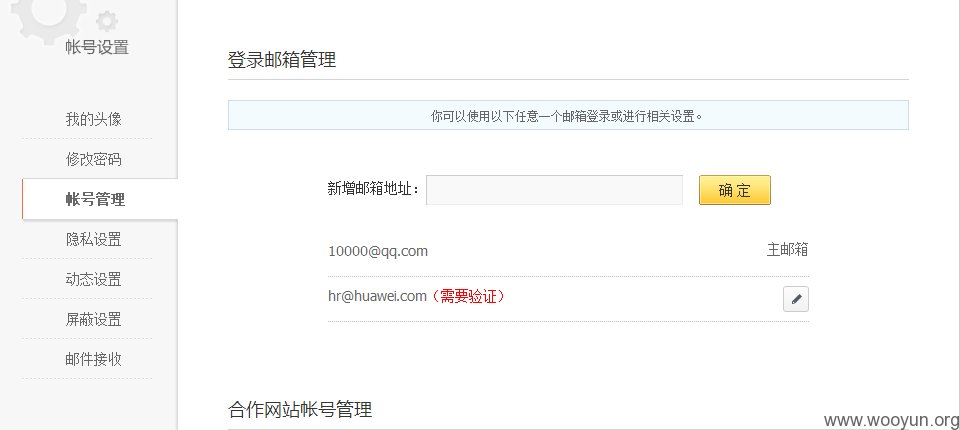 帐号设置
我的头像
修改密码
帐号管理
隐私设置
动态设置
屏蔽设置
邮件接收
登录邮箱管理
你可以使用以下任意一个邮箱登录或进行相关设置。
新增邮箱地址：
确 定
10000@qq.com 主邮箱
hr@huawei.com（需要验证）
合作网站帐号管理
www.wooyun.org